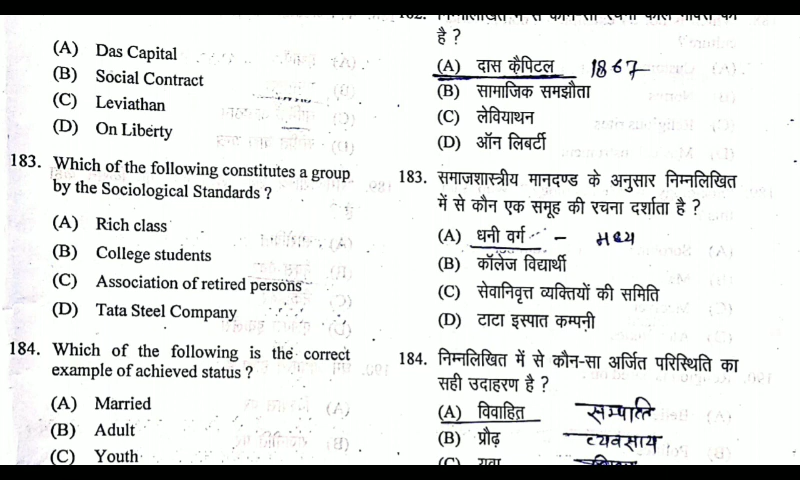 (A) Das Capital
(B) Social Contract
(C) Leviathan
(D) On Liberty
183. Which of the following constitutes a group
by the Sociological Standards ?
(A) Rich class
(B) College students
(C) Association of retired persons
(D) Tata Steel Company
184. Which of the following is the correct
example of achieved status ?
(A) Married
(B) Adult
(C) Youth
है ?
(A) दास कैपिटल 1867
(B) सामाजिक समझौता
(C) लेवियाथन
(D) ऑन लिबर्टी
183. समाजशास्त्रीय मानदण्ड के अनुसार निम्नलिखित
में से कौन एक समूह की रचना दर्शाता है ?
(A) धनी वर्ग –
(B) कॉलेज विद्यार्थी
(C) सेवानिवृत्त व्यक्तियों की समिति
(D) टाटा इस्पात कम्पनी
184. निम्नलिखित में से कौन-सा अर्जित परिस्थिति का
सही उदाहरण है ?
(A) विवाहित सम्पत्ति
(B) प्रौढ़ व्यवसाय
(C) युवा